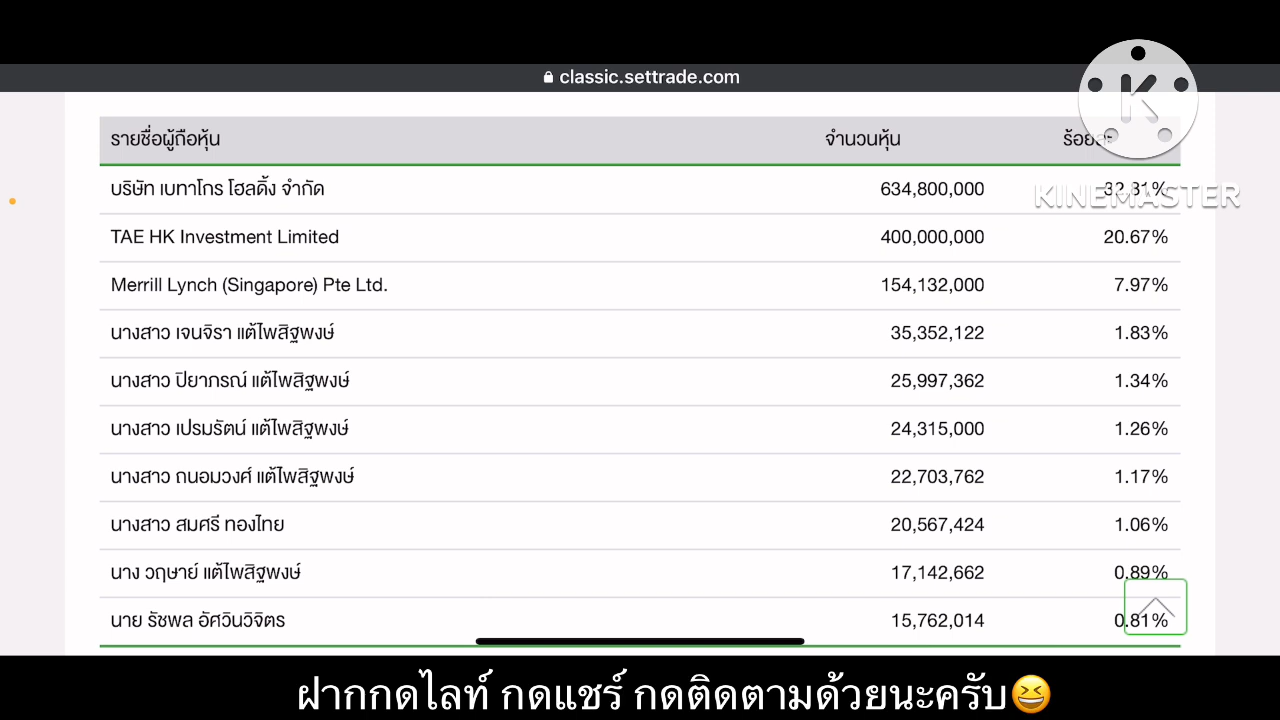 classic.settrade.com
รายชื่อผู้ถือหุ้น จำนวนหุ้น ร้อยละ
บริษัท เบทาโกร โฮลดิ้ง จำกัด 634,800,000 32.81%
KINEMASTER
TAE HK Investment Limited 400,000,000 20.67%
Merrill Lynch (Singapore) Pte Ltd. 154,132,000 7.97%
นางสาว เจนจิรา แต้ไพสิฐพงษ์ 35,352,122 1.83%
นางสาว ปิยาภรณ์ แต้ไพสิฐพงษ์ 25,997,362 1.34%
นางสาว เปรมรัตน์ แต้ไพสิฐพงษ์ 24,315,000 1.26%
นางสาว ถนอมวงศ์ แต้ไพสิฐพงษ์ 22,703,762 1.17%
นางสาว สมศรี ทองไทย 20,567,424 1.06%
นาง วฤษาย์ แต้ไพสิฐพงษ์ 17,142,662 0.89%
นาย รัชพล อัศวินวิจิตร 15,762,014 0.81%
ฝากกดไลท์ กดแชร์ กดติดตามด้วยนะครับ😆